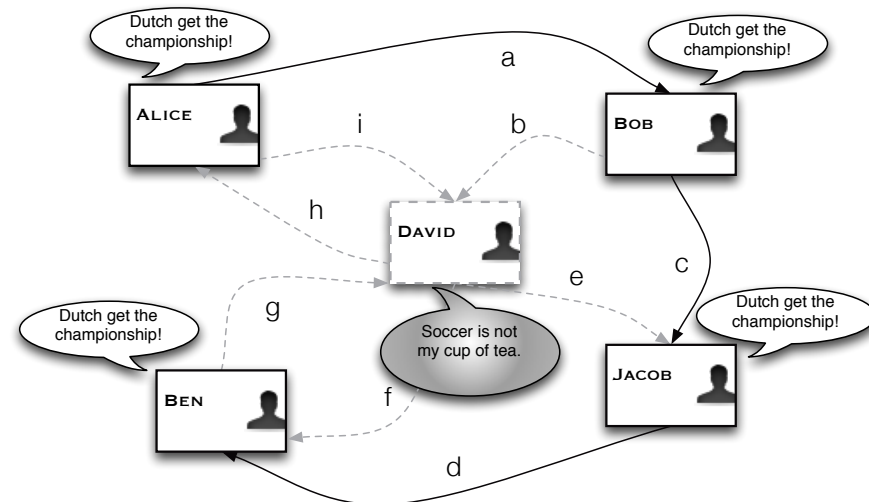 Dutch get the
championship!
Dutch get the
championship!
a
ALICE
BOB
i
b
h
DAVID
c
e
g
Dutch get the
championship!
Dutch get the
championship!
Soccer is not
my cup of tea.
JACOB
BEN
f
d